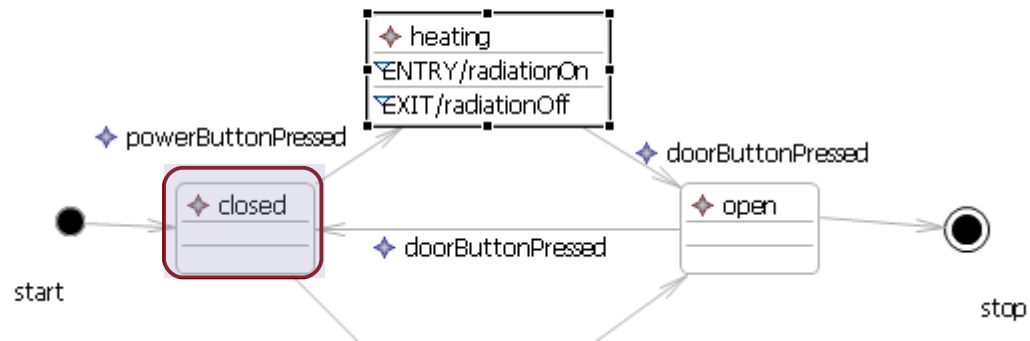 heating
ENTRY/radiationOn
EXIT/radiationOff
powerButtonPressed
doorButtonPressed
closed
open
doorButtonPressed
start
stop